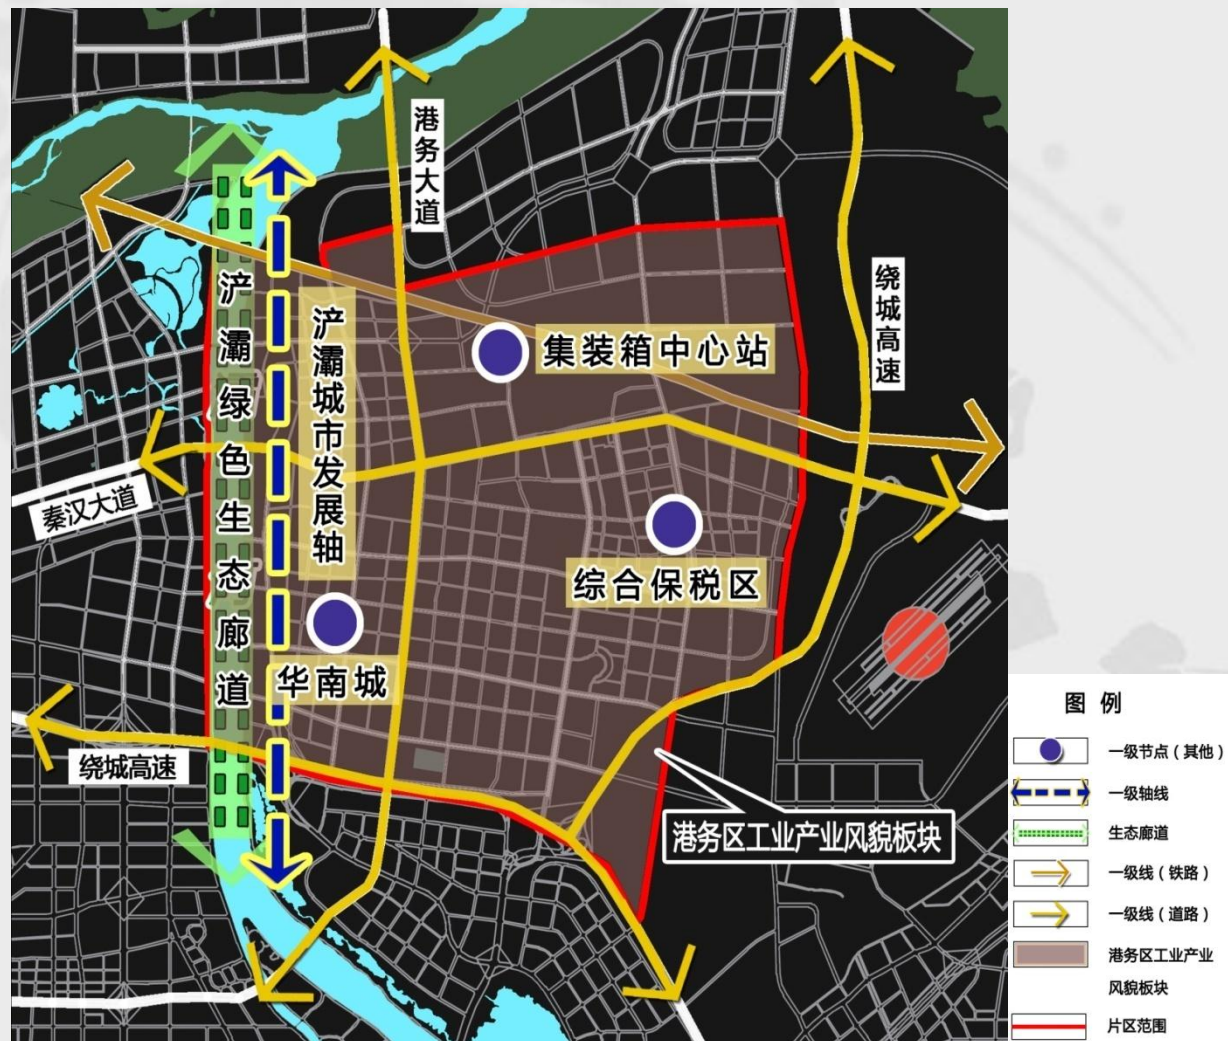 港务大道
绕城高速
浐灞绿色生态廊道
浐灞城市发展轴
集装箱中心站
秦汉大道
综合保税区
华南城
绕城高速
港务区工业产业风貌板块
图 例
一级节点（其他）
一级轴线
生态廊道
一级线（铁路）
一级线（道路）
港务区工业产业
风貌板块
片区范围